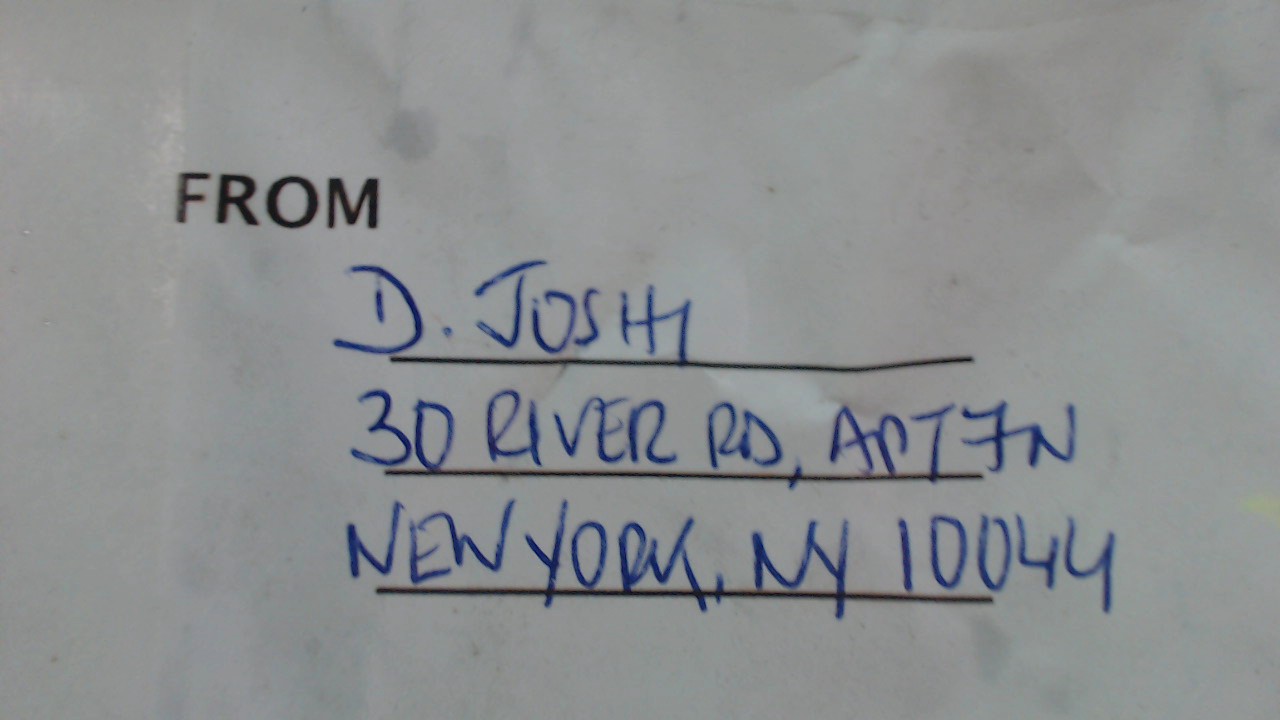 FROM
D. JOSHI
30 RIVER RD, APT 7N
NEW YORK, NY 10044